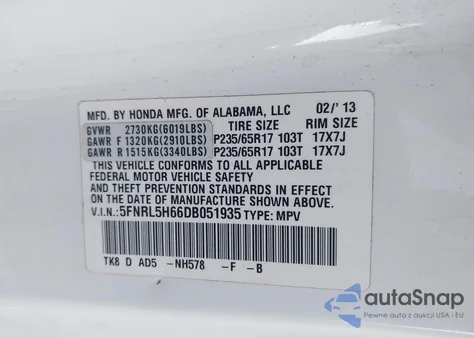 MFD. BY HONDA MFG. OF ALABAMA, LLC 02/'13
GVWR 2730KG(6019LBS) TIRE SIZE RIM SIZE
GAWR F 1320KG(2910LBS) P235/65R17 103T 17X7J
GAWR R 1515KG(3340LBS) P235/65R17 103T 17X7J
THIS VEHICLE CONFORMS TO ALL APPLICABLE
FEDERAL MOTOR VEHICLE SAFETY
AND THEFT PREVENTION STANDARDS IN EFFECT
ON THE DATE OF MANUFACTURE SHOWN ABOVE.
V.I.N.: 5FNRL5H66DB051935 TYPE: MPV
TK8 D AD5 -NH578 -F -B
autoSnap
Pewne auta z aukcji USA i EU